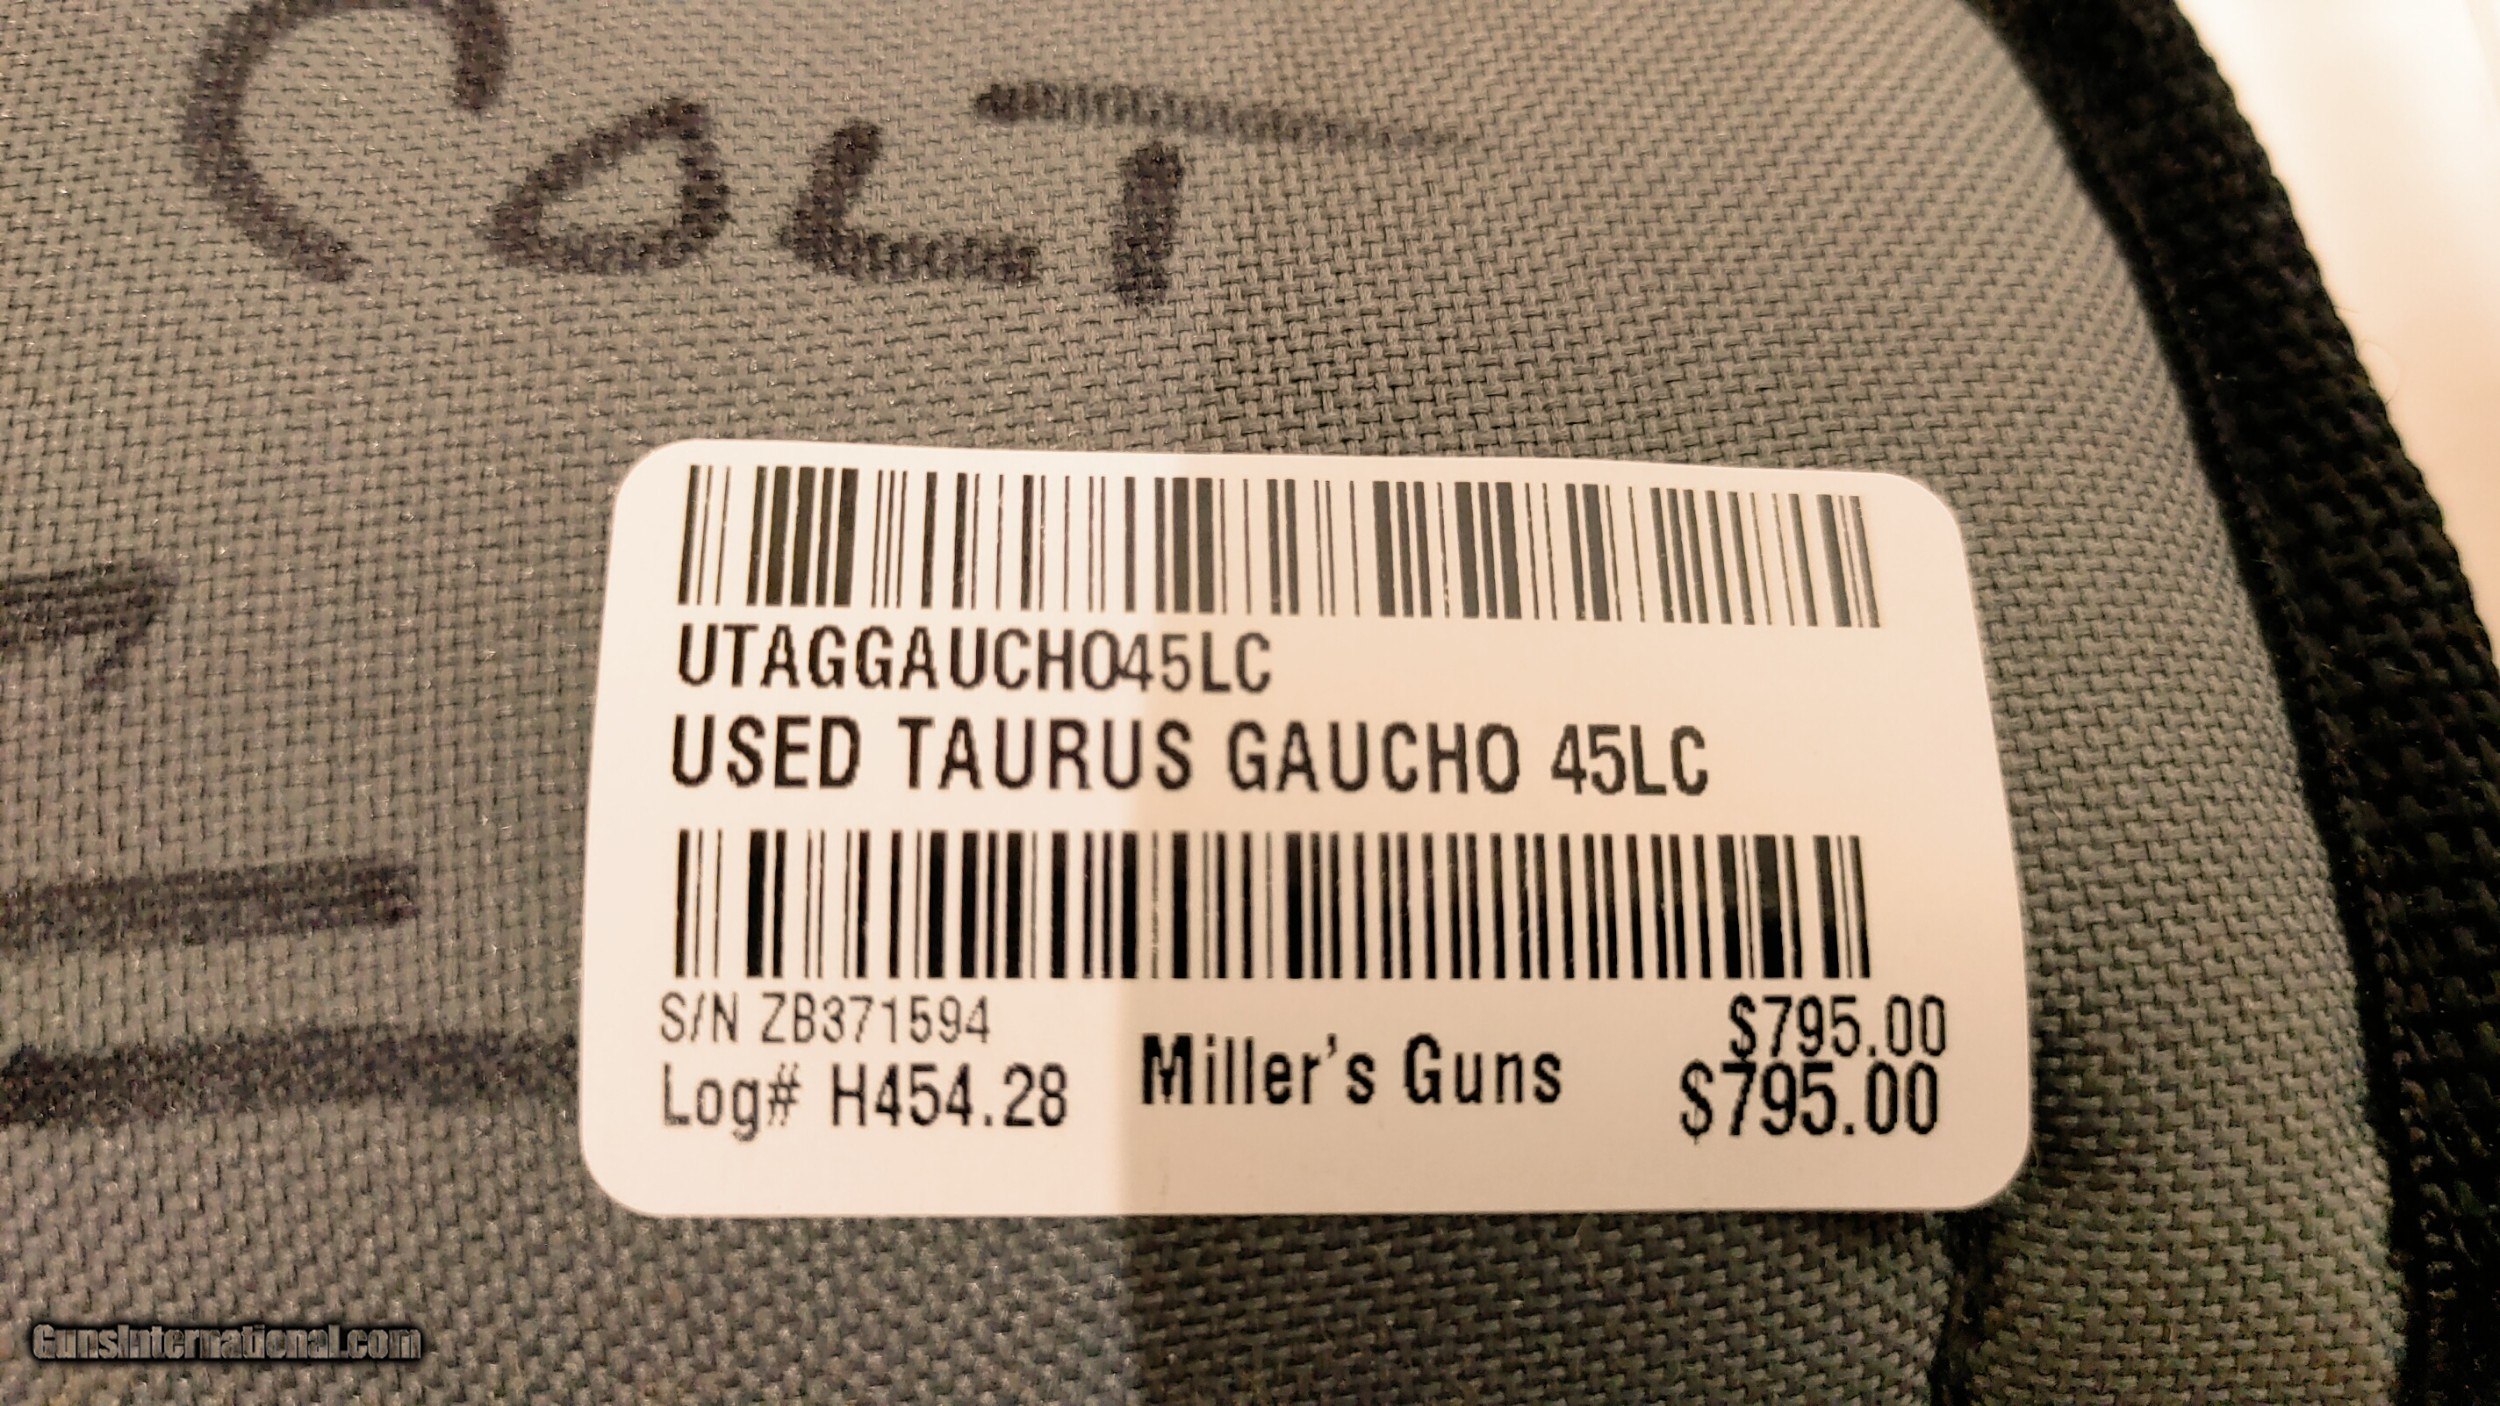 COLT
UTAGGAUCHO45LC
USED TAURUS GAUCHO 45LC
S/N ZB371594
$795.00
Log# H454.28
Miller's Guns
$795.00
GunsInternational.com